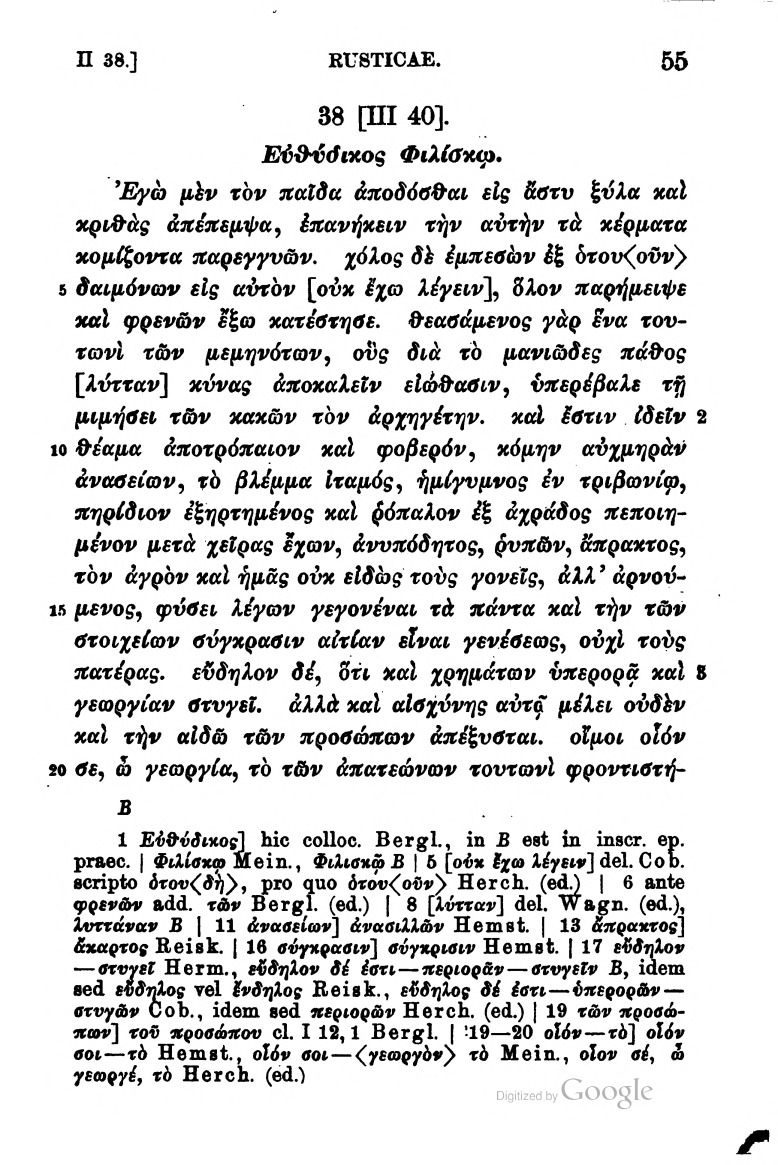 II 38.] RUSTICAE. 55
38 [III 40].
Εὐθύδικος Φιλίσκῳ.
Ἐγὼ μὲν τὸν παῖδα ἀποδόσθαι εἰς ἄστυ ξύλα καὶ
κριθὰς ἀπέπεμψα, ἐπανήκειν τὴν αὐτὴν τὰ κέρματα
κομίζοντα παρεγγυῶν. χόλος δὲ ἐμπεσὼν ἐξ ὁτου<οῦν>
5 δαιμόνων εἰς αὐτὸν [οὐκ ἔχω λέγειν], ὅλον παρήμειψε
καὶ φρενῶν ἔξω κατέστησε. θεασάμενος γὰρ ἕνα του-
τωνὶ τῶν μεμηνότων, οὓς διὰ τὸ μανιῶδες πάθος
[λύτταν] κύνας ἀποκαλεῖν εἰώθασιν, ὑπερέβαλε τῇ
μιμήσει τῶν κακῶν τὸν ἀρχηγέτην. καὶ ἔστιν ἰδεῖν 2
10 θέαμα ἀποτρόπαιον καὶ φοβερόν, κόμην αὐχμηρὰν
ἀνασείων, τὸ βλέμμα ἰταμός, ἡμίγυμνος ἐν τριβωνίῳ,
πηρίδιον ἐξηρτημένος καὶ ῥόπαλον ἐξ ἀχράδος πεποιη-
μένον μετὰ χεῖρας ἔχων, ἀνυπόδητος, ῥυπῶν, ἄπρακτος,
τὸν ἀγρὸν καὶ ἡμᾶς οὐκ εἰδὼς τοὺς γονεῖς, ἀλλ’ ἀρνού-
15 μενος, φύσει λέγων γεγονέναι τὰ πάντα καὶ τὴν τῶν
στοιχείων σύγκρασιν αἰτίαν εἶναι γενέσεως, οὐχὶ τοὺς
πατέρας. εὔδηλον δέ, ὅτι καὶ χρημάτων ὑπερορᾷ καὶ 3
γεωργίαν στυγεῖ. ἀλλὰ καὶ αἰσχύνης αὐτῷ μέλει οὐδὲν
καὶ τὴν αἰδῶ τῶν προσώπων ἀπέξυσται. οἴμοι οἷόν
20 σε, ὦ γεωργία, τὸ τῶν ἀπατεώνων τουτωνὶ φροντιστή-
B
1 Εὐθύδικος] hic colloc. Bergl., in B est in inscr. ep.
praec. | Φιλίσκῳ Mein., Φιλισκῷ B | 5 [οὐκ ἔχω λέγειν] del. Cob.
scripto ὁτου<δὴ>, pro quo ὁτου<οῦν> Herch. (ed.) | 6 ante
φρενῶν add. τῶν Bergl. (ed.) | 8 [λύτταν] del. Wagn. (ed.),
λυττάναν B | 11 ἀνασείων] ἀνασιλλῶν Hemst. | 13 ἄπρακτος]
ἄκαρτος Reisk. | 16 σύγκρασιν] σύγκρισιν Hemst. | 17 εὔδηλον
—στυγεῖ Herm., εὔδηλον δέ ἐστι—περιορᾶν—στυγεῖν B, idem
sed εὔδηλος vel ἔνδηλος Reisk., εὔδηλος δέ ἐστι—ὑπερορῶν—
στυγῶν Cob., idem sed περιορῶν Herch. (ed.) | 19 τῶν προσώ-
πων] τοῦ προσώπου cl. I 12, 1 Bergl. | 19—20 οἷόν—τὸ] οἷόν
σοι—τὸ Hemst., οἷόν σοι—<γεωργὸν> τὸ Mein., οἷον σέ, ὦ
γεωργέ, τὸ Herch. (ed.)
Digitized by Google